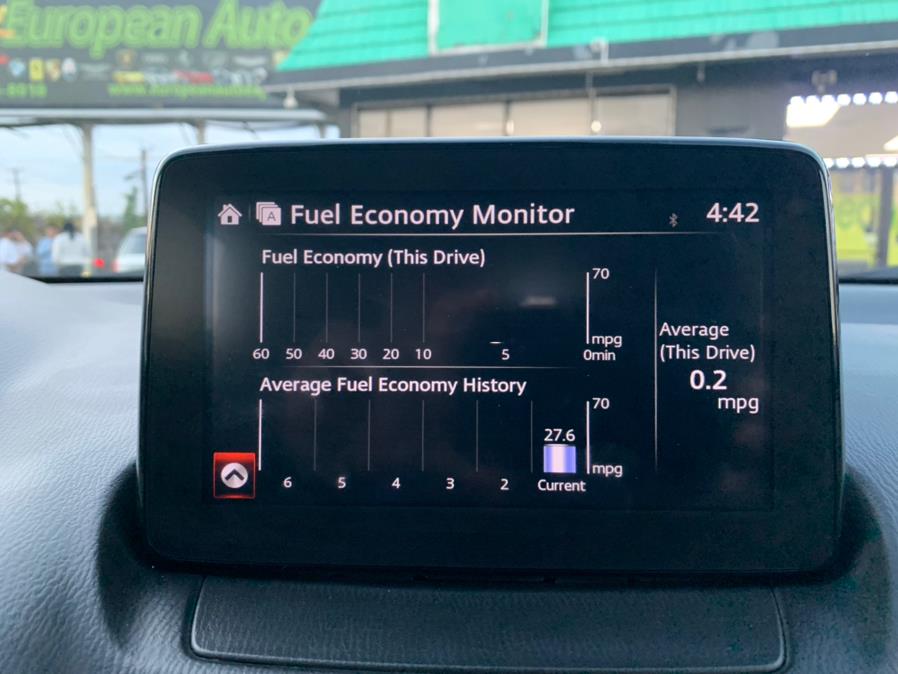 European Auto
Fuel Economy Monitor
4:42
A
Fuel Economy (This Drive)
70
mpg
60 50 40 30 20 10 5 0min
Average
(This Drive)
0.2
mpg
Average Fuel Economy History
70
27.6
mpg
6 5 4 3 2 Current